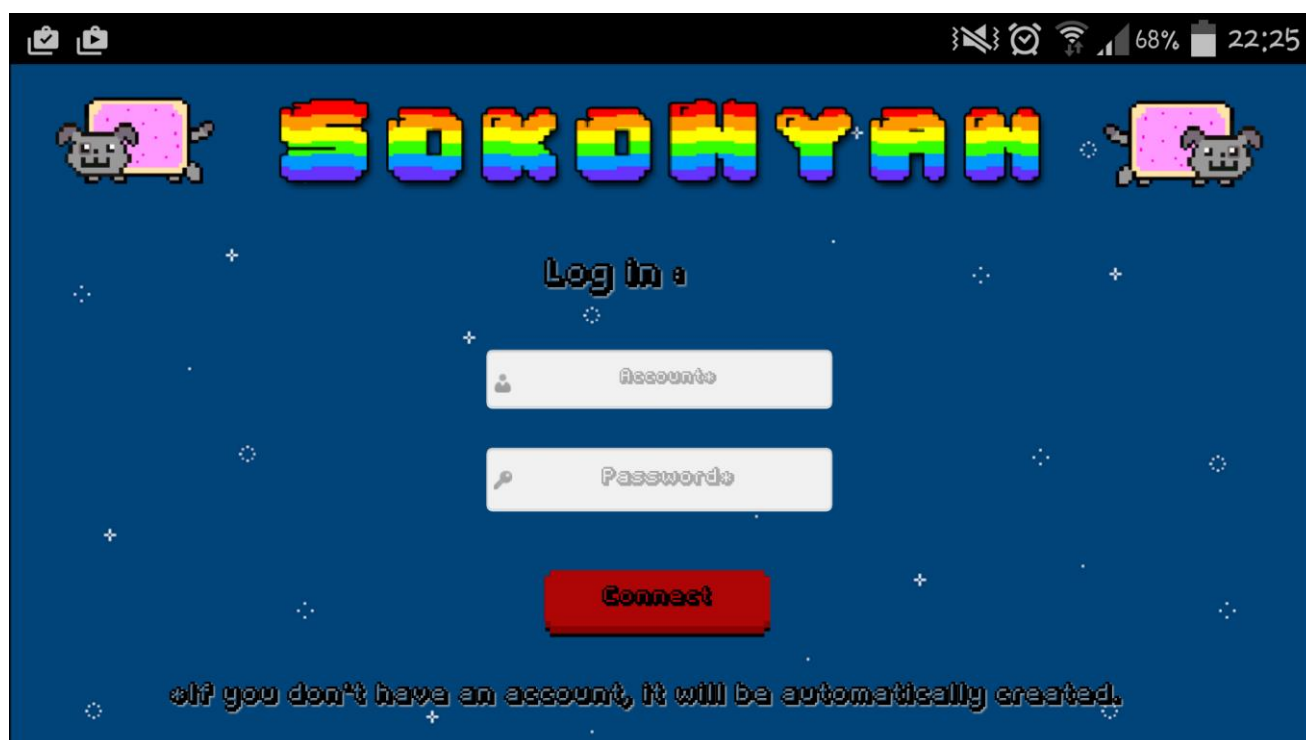 68% 22:25
SokoNyan
Log in :
Account*
Password*
Connect
*If you don't have an account, it will be automatically created.